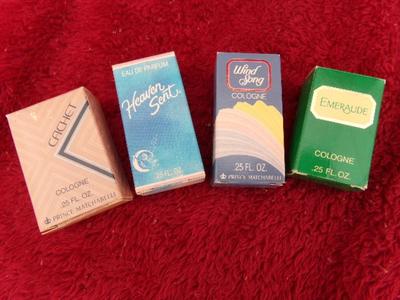 CACHET
COLOGNE
.25 FL. OZ.
PRINCE MATCHABELLI
EAU DE PARFUM
Heaven
Sent
.25 FL. OZ.
Wind
Song
COLOGNE
.25 FL. OZ.
PRINCE MATCHABELLI
EMERAUDE
COLOGNE
.25 FL. OZ.